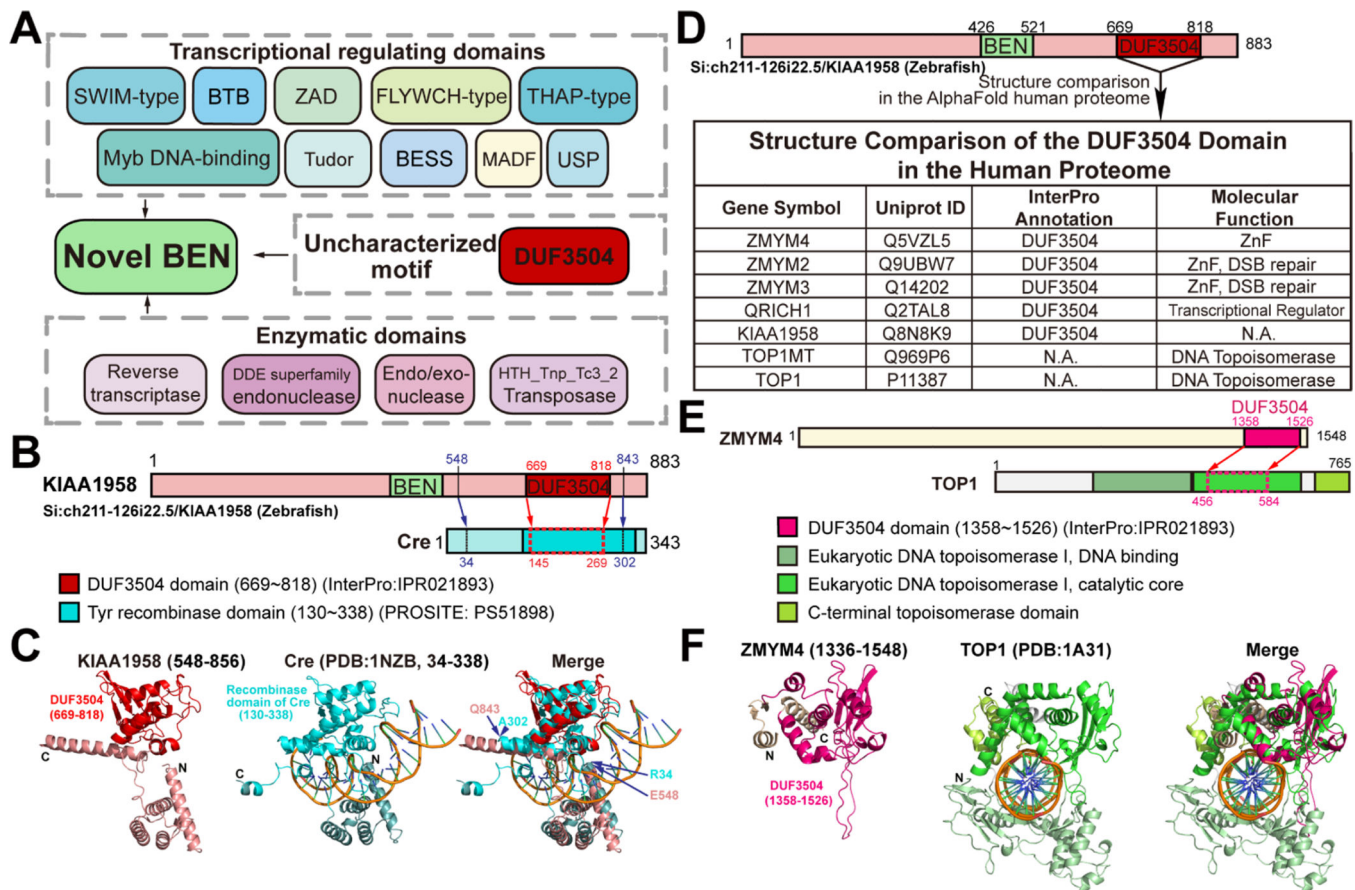 A
Transcriptional regulating domains
SWIM-type
BTB
ZAD
FLYWCH-type
THAP-type
Myb DNA-binding
Tudor
BESS
MADF
USP
Novel BEN
Uncharacterized
motif
DUF3504
Enzymatic domains
Reverse
transcriptase
DDE superfamily
endonuclease
Endo/exo-
nuclease
HTH_Tnp_Tc3_2
Transposase
B
1
548
669
818
843
883
KIAA1958
BEN
DUF3504
Si:ch211-126i22.5/KIAA1958 (Zebrafish)
Cre 1
343
34
145
269
302
DUF3504 domain (669~818) (InterPro:IPR021893)
Tyr recombinase domain (130~338) (PROSITE: PS51898)
C
KIAA1958 (548-856)
DUF3504
(669-818)
C
N
Cre (PDB:1NZB, 34-338)
Recombinase
domain of Cre
(130-338)
C
N
Merge
Q843
A302
R34
E548
D
1
426
521
669
818
883
BEN
DUF3504
Si:ch211-126i22.5/KIAA1958 (Zebrafish)
Structure comparison
in the AlphaFold human proteome
Structure Comparison of the DUF3504 Domain
in the Human Proteome
Gene Symbol Uniprot ID InterPro Annotation Molecular Function
ZMYM4 Q5VZL5 DUF3504 ZnF
ZMYM2 Q9UBW7 DUF3504 ZnF, DSB repair
ZMYM3 Q14202 DUF3504 ZnF, DSB repair
QRICH1 Q2TAL8 DUF3504 Transcriptional Regulator
KIAA1958 Q8N8K9 DUF3504 N.A.
TOP1MT Q969P6 N.A. DNA Topoisomerase
TOP1 P11387 N.A. DNA Topoisomerase
E
DUF3504
1358
1526
ZMYM4 1
1548
1
765
TOP1
456
584
DUF3504 domain (1358~1526) (InterPro:IPR021893)
Eukaryotic DNA topoisomerase I, DNA binding
Eukaryotic DNA topoisomerase I, catalytic core
C-terminal topoisomerase domain
F
ZMYM4 (1336-1548)
N
C
DUF3504
(1358-1526)
TOP1 (PDB:1A31)
C
N
Merge